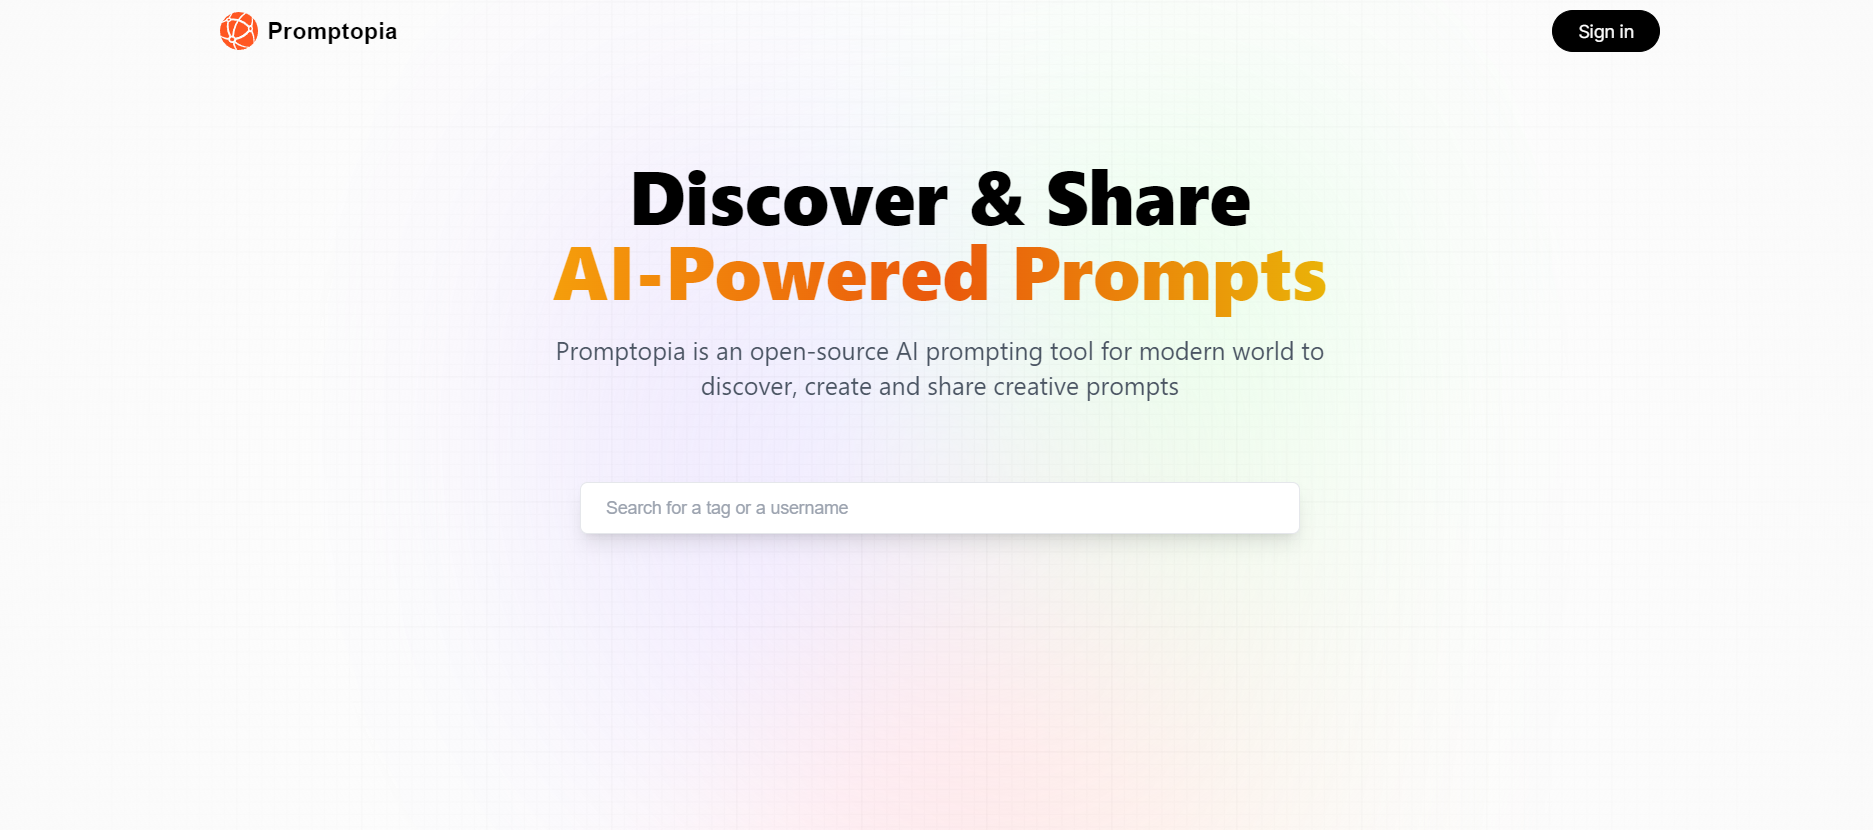 Promptopia
Sign in
Discover & Share
AI-Powered Prompts
Promptopia is an open-source AI prompting tool for modern world to
discover, create and share creative prompts
Search for a tag or a username